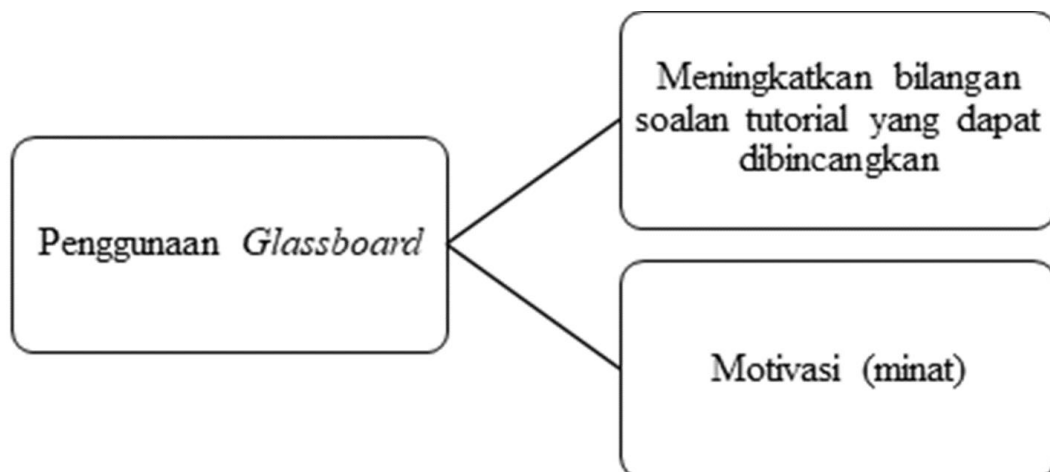 Penggunaan Glassboard
Meningkatkan bilangan
soalan tutorial yang dapat
dibincangkan
Motivasi (minat)